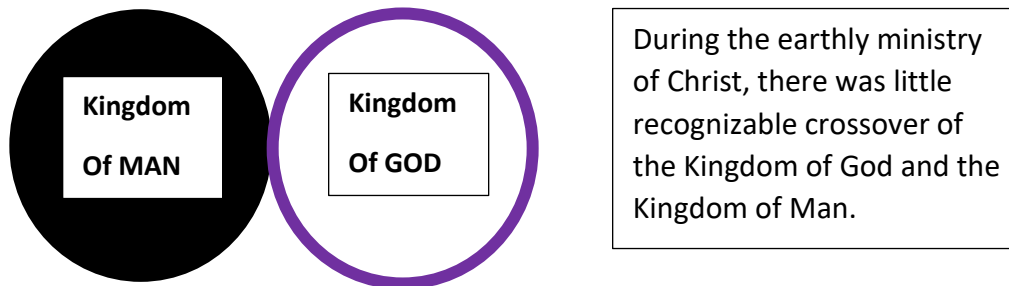 Kingdom
Of MAN
Kingdom
Of GOD
During the earthly ministry
of Christ, there was little
recognizable crossover of
the Kingdom of God and the
Kingdom of Man.